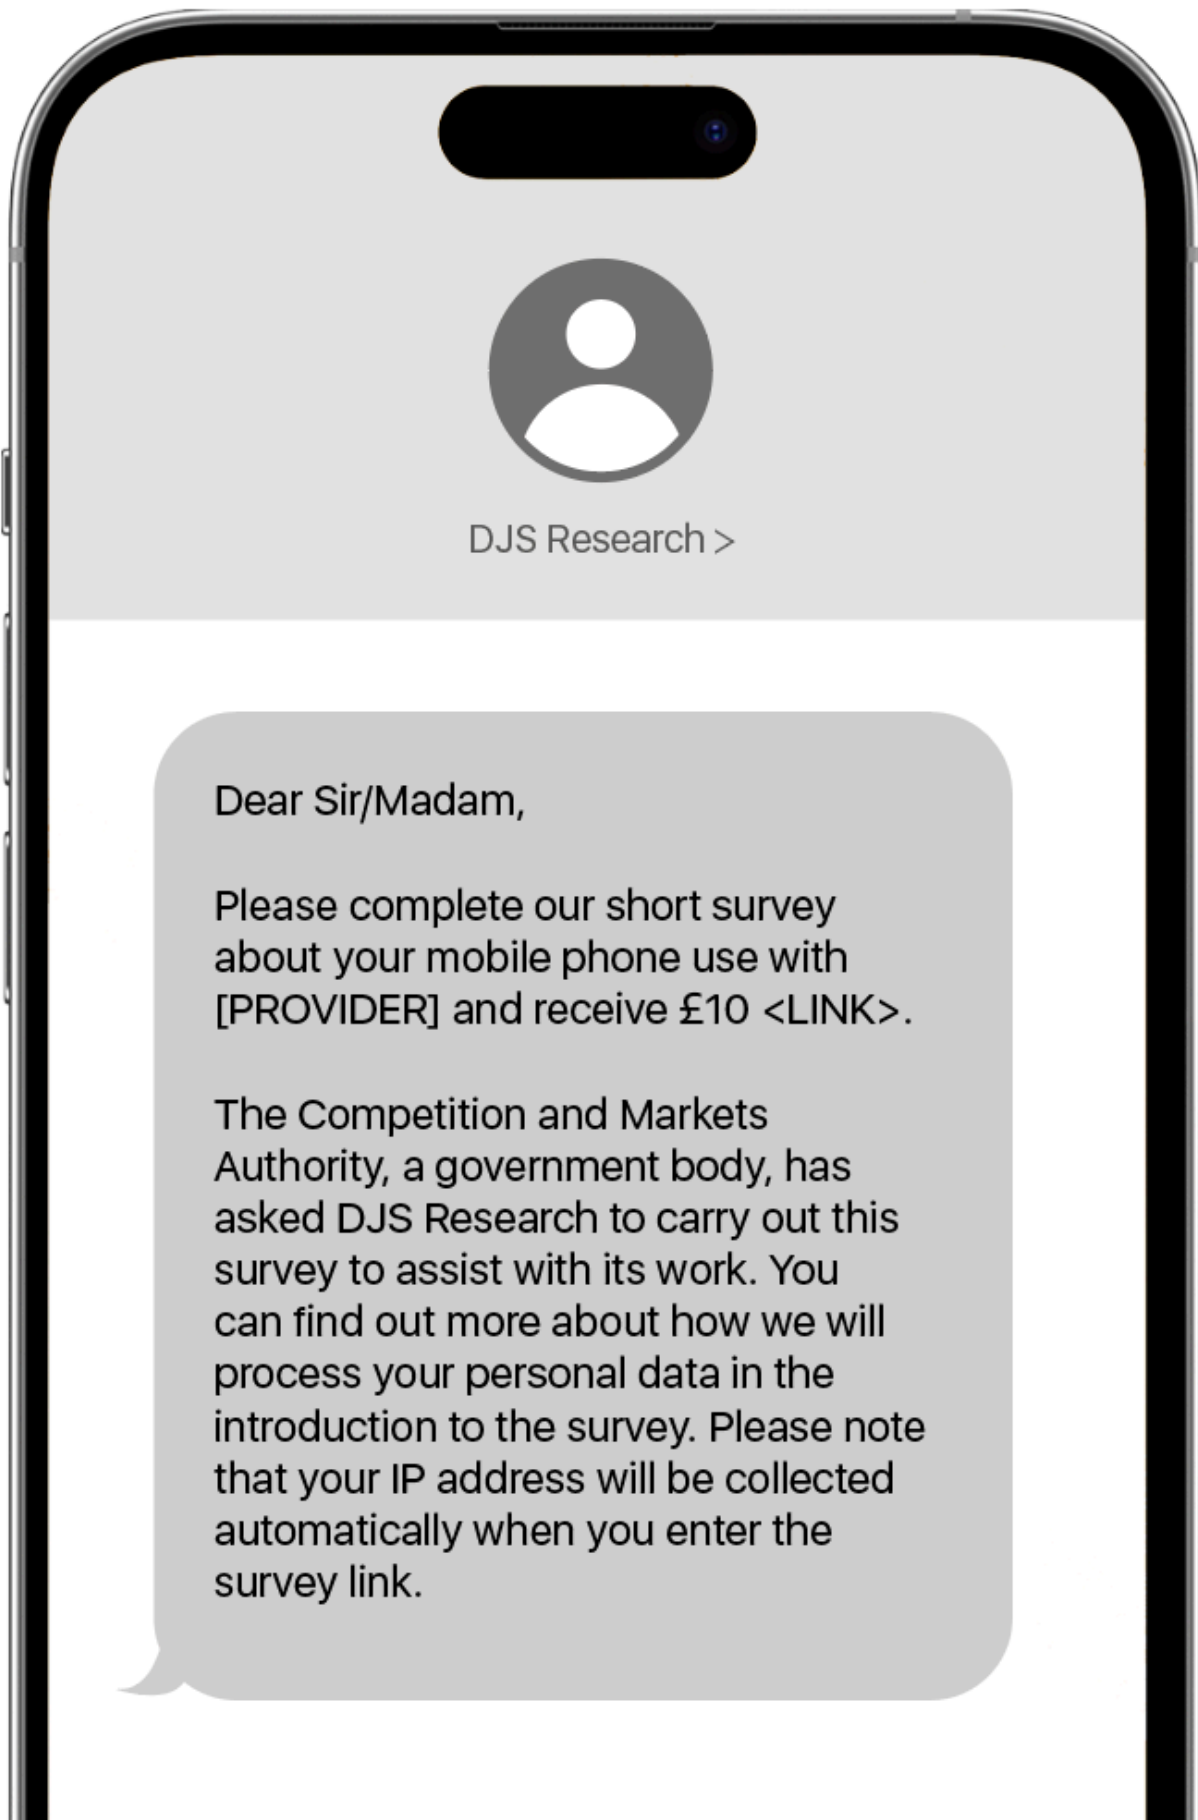 DJS Research >
Dear Sir/Madam,
Please complete our short survey
about your mobile phone use with
[PROVIDER] and receive £10 <LINK>.
The Competition and Markets
Authority, a government body, has
asked DJS Research to carry out this
survey to assist with its work. You
can find out more about how we will
process your personal data in the
introduction to the survey. Please note
that your IP address will be collected
automatically when you enter the
survey link.